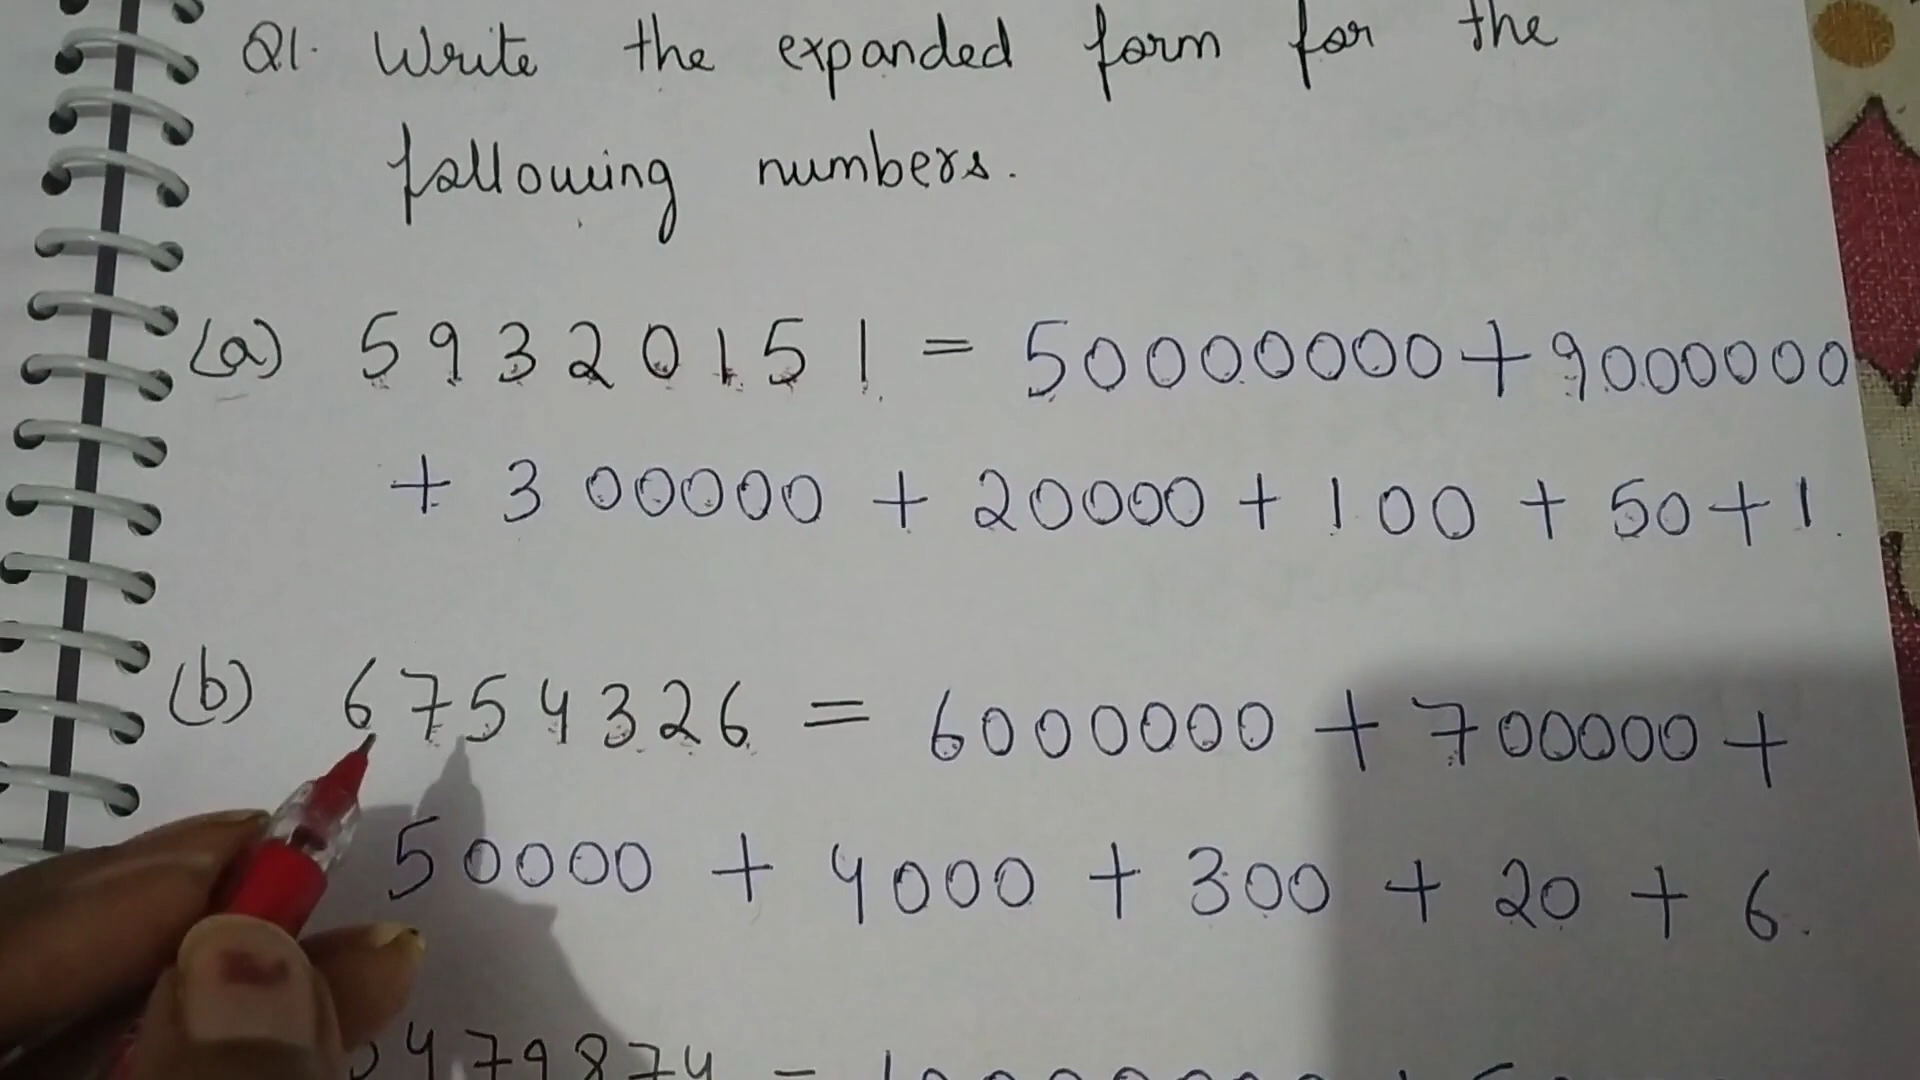 Q1. Write the expanded form for the
following numbers.
(a) 59320151 = 50000000 + 9000000
+ 300000 + 20000 + 100 + 50 + 1.
(b) 6754326 = 6000000 + 700000 +
50000 + 4000 + 300 + 20 + 6.
479874